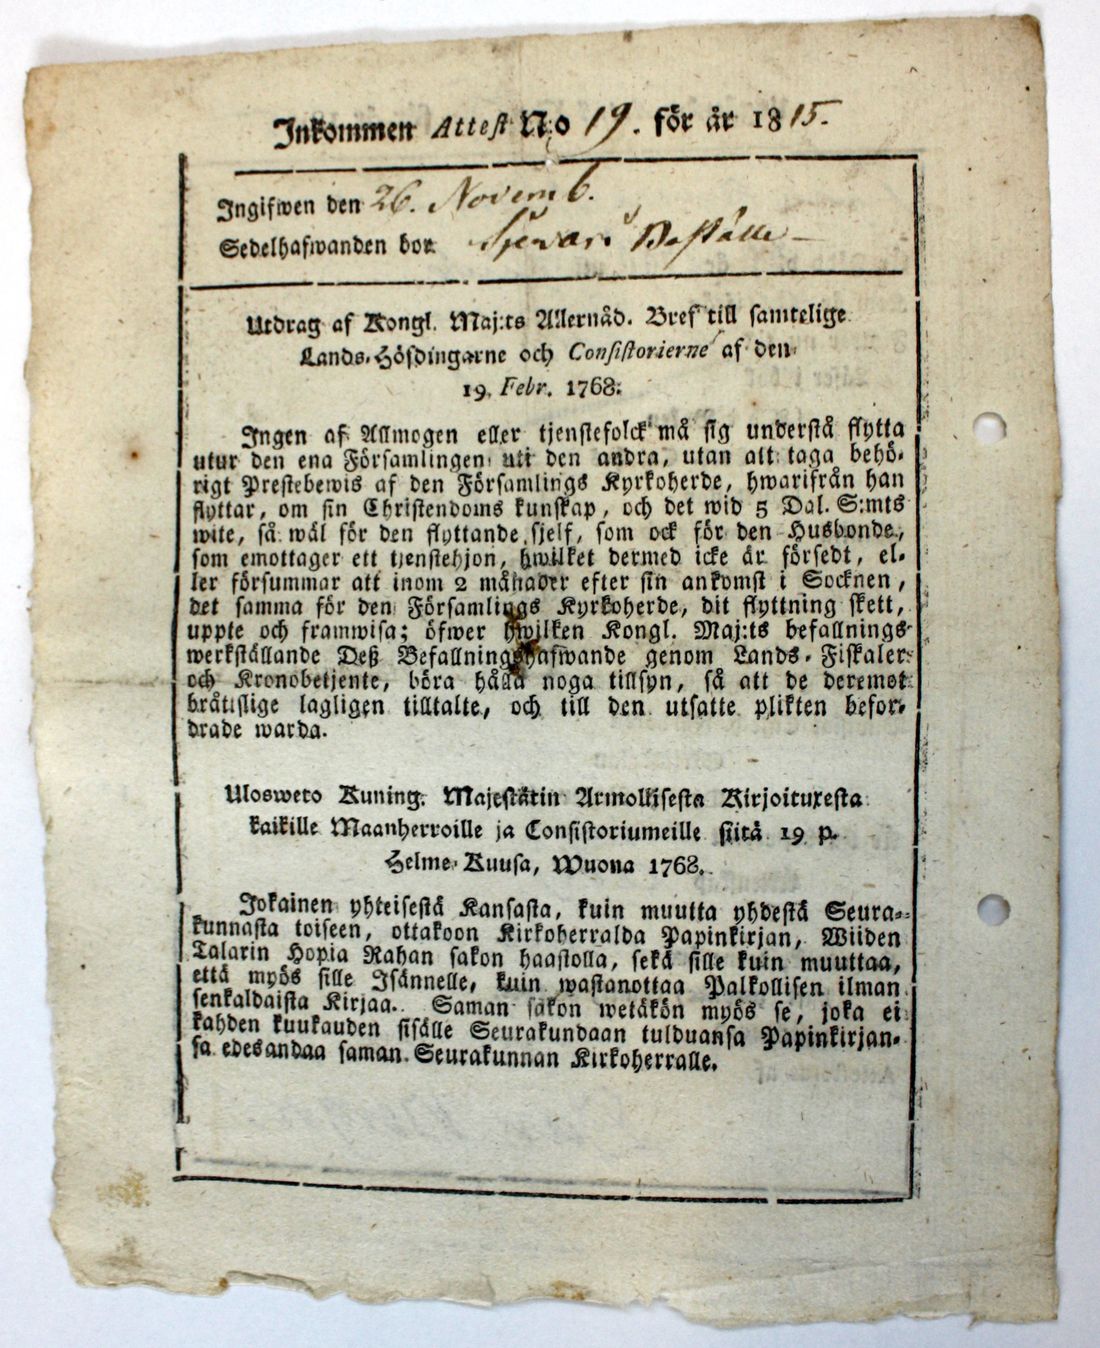 Inkommen Attest N:o 19. för år 1815.
Ingifwen den 26. Novemb.
Sedelhafwanden bor Beställe
Utdrag af Kongl. Maj:ts Allernåd. Bref till samtelige
Lands-Höfdingarne och Consistorierne af den
19. Febr. 1768.
Ingen af Allmogen eller tjenstefolck må sig understå flytta
utur den ena Församlingen uti den andra, utan att taga behö-
rigt Prestebewis af den Församlings Kyrkoherde, hwarifrån han
flyttar, om sin Christendoms kunskap, och det wid 5 Dal. S:mts
wite, så wäl för den flyttande sjelf, som ock för den Husbonde,
som emottager ett tjenstehjon, hwilket dermed icke är försedt, el-
ler försummar att inom 2 månader efter sin ankomst i Socknen,
det samma för den Församlings Kyrkoherde, dit flyttning skett,
uppte och framwisa; öfwer hwilken Kongl. Maj:ts befallnings
werkställande Deß Befallningshafwande genom Lands-Fiskaler
och Kronobetjente, böra hålla noga tillsyn, så att de deremot
bråtislige lagligen tilltalte, och till den utsatte plikten befor-
drade warda.
Ulosweto Kuning. Majestätin Armollisesta Kirjoituxesta
kaikille Maanherroille ja Consistoriumeille siitä 19 p.
Helme-Kuusa, Wuona 1768.
Jokainen yhteisestä Kansasta, kuin muutta yhdestä Seura-
kunnasta toiseen, ottakoon Kirkoherralda Papinkirjan, Wiiden
Talarin Hopia Rahan sakon haastolla, sekä sille kuin muuttaa,
että myös sille Isännelle, kuin wastanottaa Palkollisen ilman
senkaldaista Kirjaa. Saman sakon wetäkön myös se, joka ei
kahden kuukauden sisälle Seurakundaan tulduansa Papinkirjan-
sa edesandaa saman Seurakunnan Kirkoherralle.